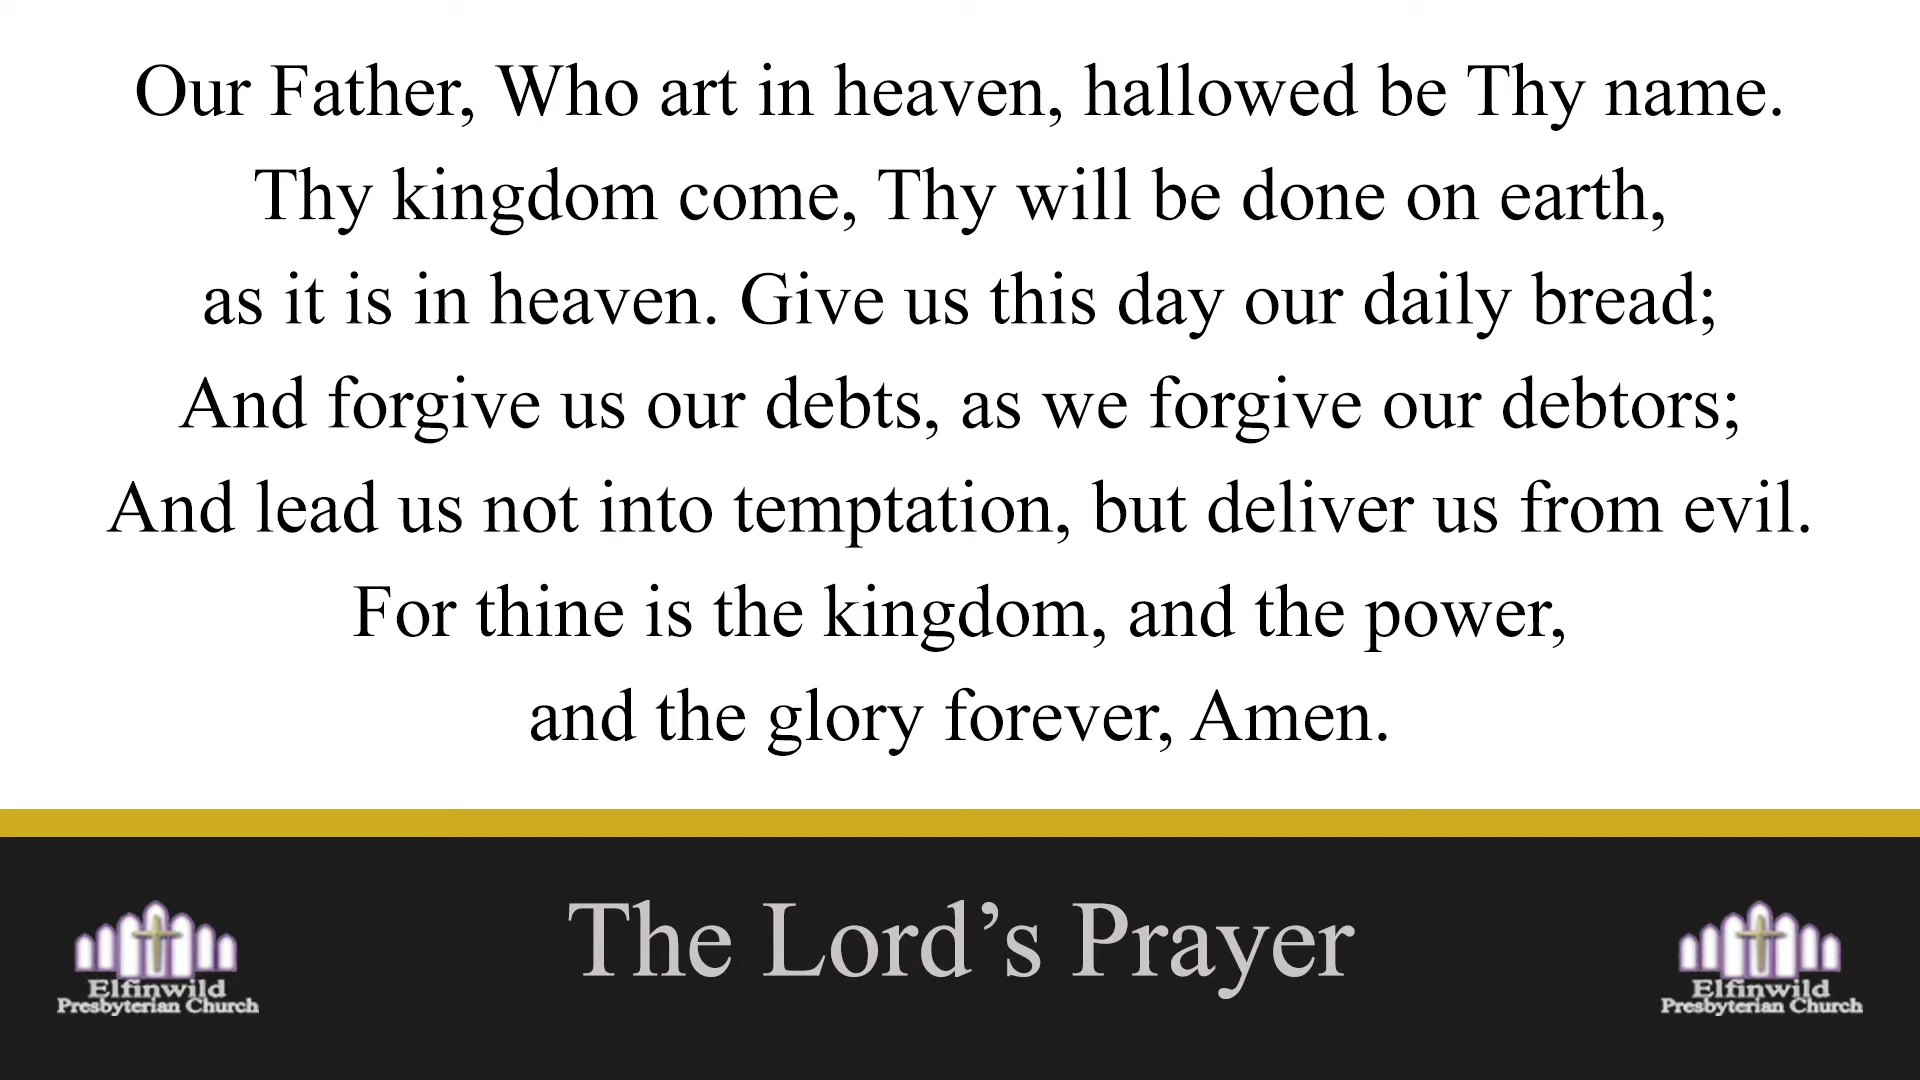 Our Father, Who art in heaven, hallowed be Thy name.
Thy kingdom come, Thy will be done on earth,
as it is in heaven. Give us this day our daily bread;
And forgive us our debts, as we forgive our debtors;
And lead us not into temptation, but deliver us from evil.
For thine is the kingdom, and the power,
and the glory forever, Amen.
The Lord’s Prayer
Elfinwild
Presbyterian Church
Elfinwild
Presbyterian Church